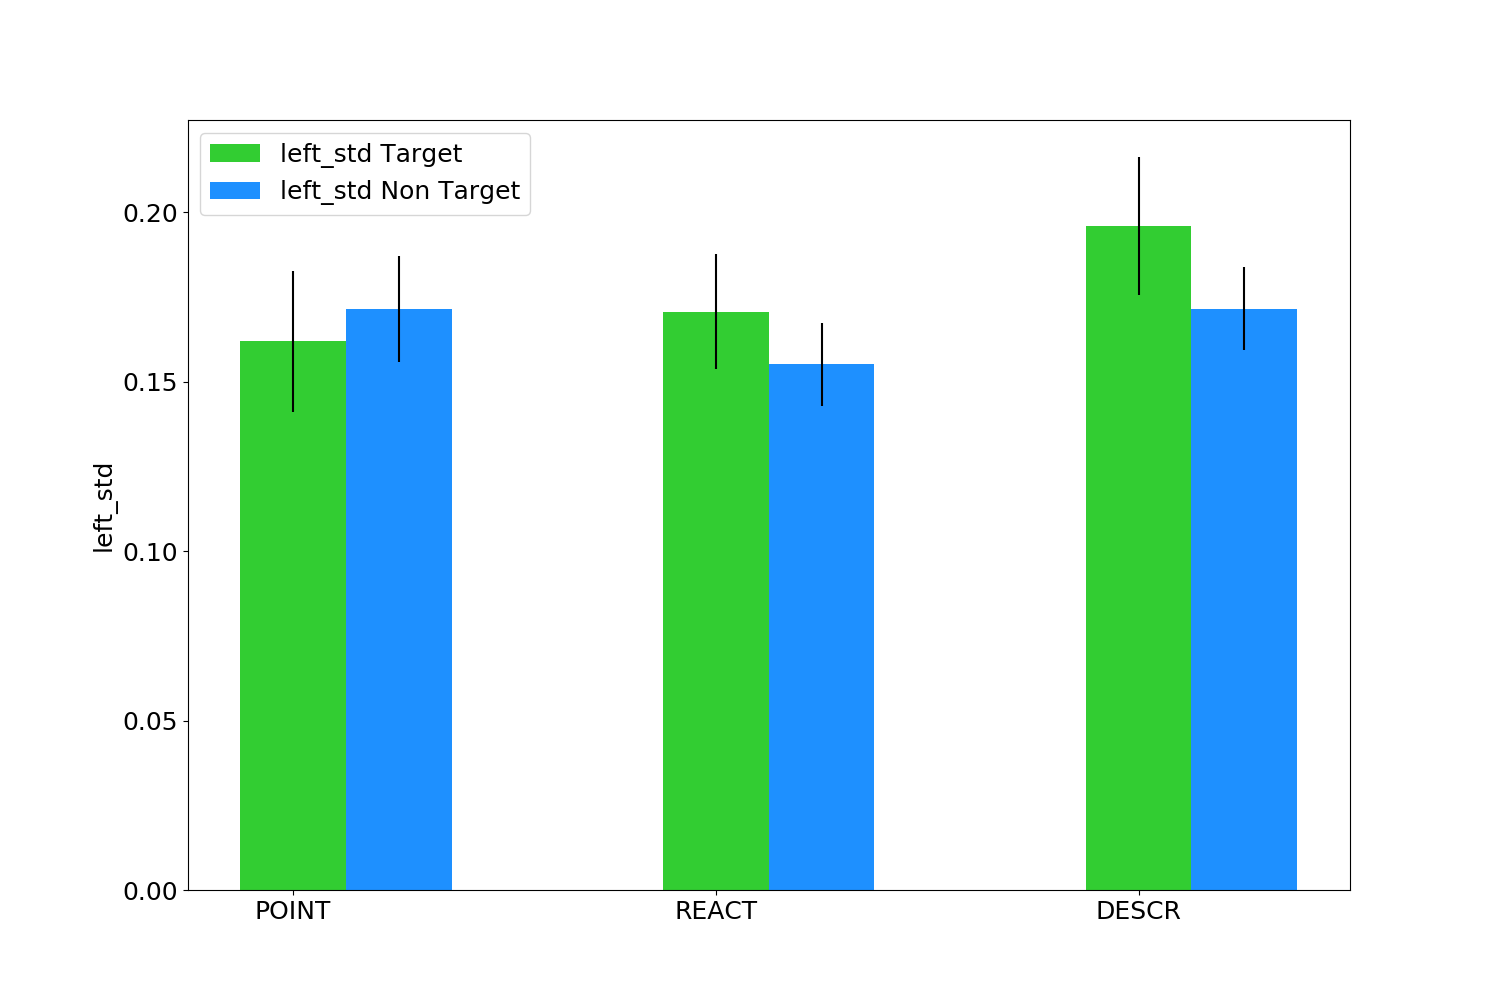 left_std Target
left_std Non Target
0.20
0.15
0.10
0.05
0.00
left_std
POINT REACT DESCR